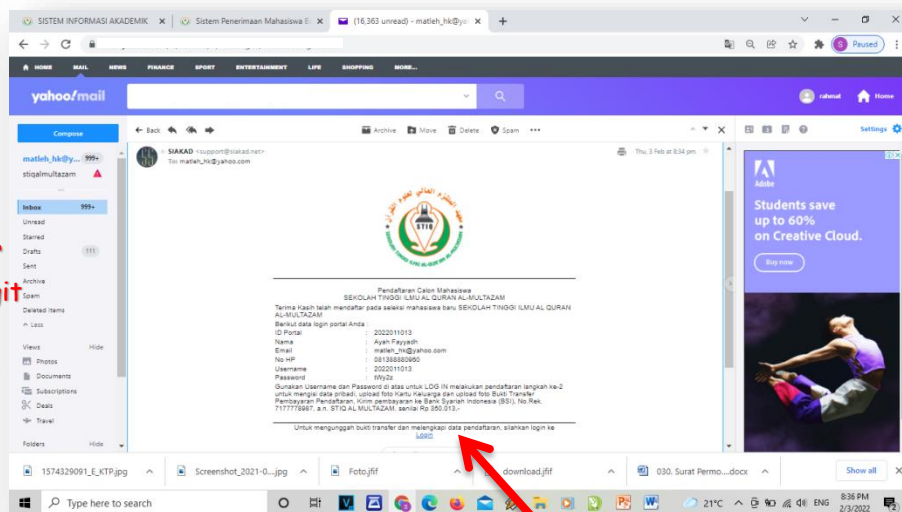 SISTEM INFORMASI AKADEMIK
Sistem Penerimaan Mahasiswa B
(16,363 unread) - matleh_hk@ya
S Paused
HOME MAIL NEWS FINANCE SPORT ENTERTAINMENT LIFE SHOPPING MORE...
yahoo!mail
rahmat
Home
Compose
Back
Archive Move Delete Spam
Settings
matleh_hk@y... 999+
stiqalmultazam
Inbox 999+
Unread
Starred
Drafts 111
Sent
Archive
Spam
Deleted Items
Less
Views Hide
Photos
Documents
Subscriptions
Deals
Travel
Folders Hide
git
SIAKAD <support@siakad.net>
To: matleh_hk@yahoo.com
Thu, 3 Feb at 8:34 pm
STIQ
Pendaftaran Calon Mahasiswa
SEKOLAH TINGGI ILMU AL QURAN AL-MULTAZAM
Terima Kasih telah mendaftar pada seleksi mahasiswa baru SEKOLAH TINGGI ILMU AL QURAN
AL-MULTAZAM
Berikut data login portal Anda :
ID Portal : 2022011013
Nama : Ayah Fayyadh
Email : matleh_hk@yahoo.com
No HP : 081388880950
Username : 2022011013
Password : tWy2z
Gunakan Username dan Password di atas untuk LOG IN melakukan pendaftaran langkah ke-2
untuk mengisi data pribadi, upload foto Kartu Keluarga dan upload foto Bukti Transfer
Pembayaran Pendaftaran. Kirim pembayaran ke Bank Syariah Indonesia (BSI), No.Rek.
7177778987, a.n. STIQ AL MULTAZAM. senilai Rp 350.013,-
Untuk mengunggah bukti transfer dan melengkapi data pendaftaran, silahkan login ke
Login
Adobe
Students save
up to 60%
on Creative Cloud.
Buy now
1574329091_E_KTP.jpg
Screenshot_2021-0....jpg
Foto.jfif
download.jfif
030. Surat Permo....docx
Show all
Type here to search
21°C
ENG
8:36 PM
2/3/2022